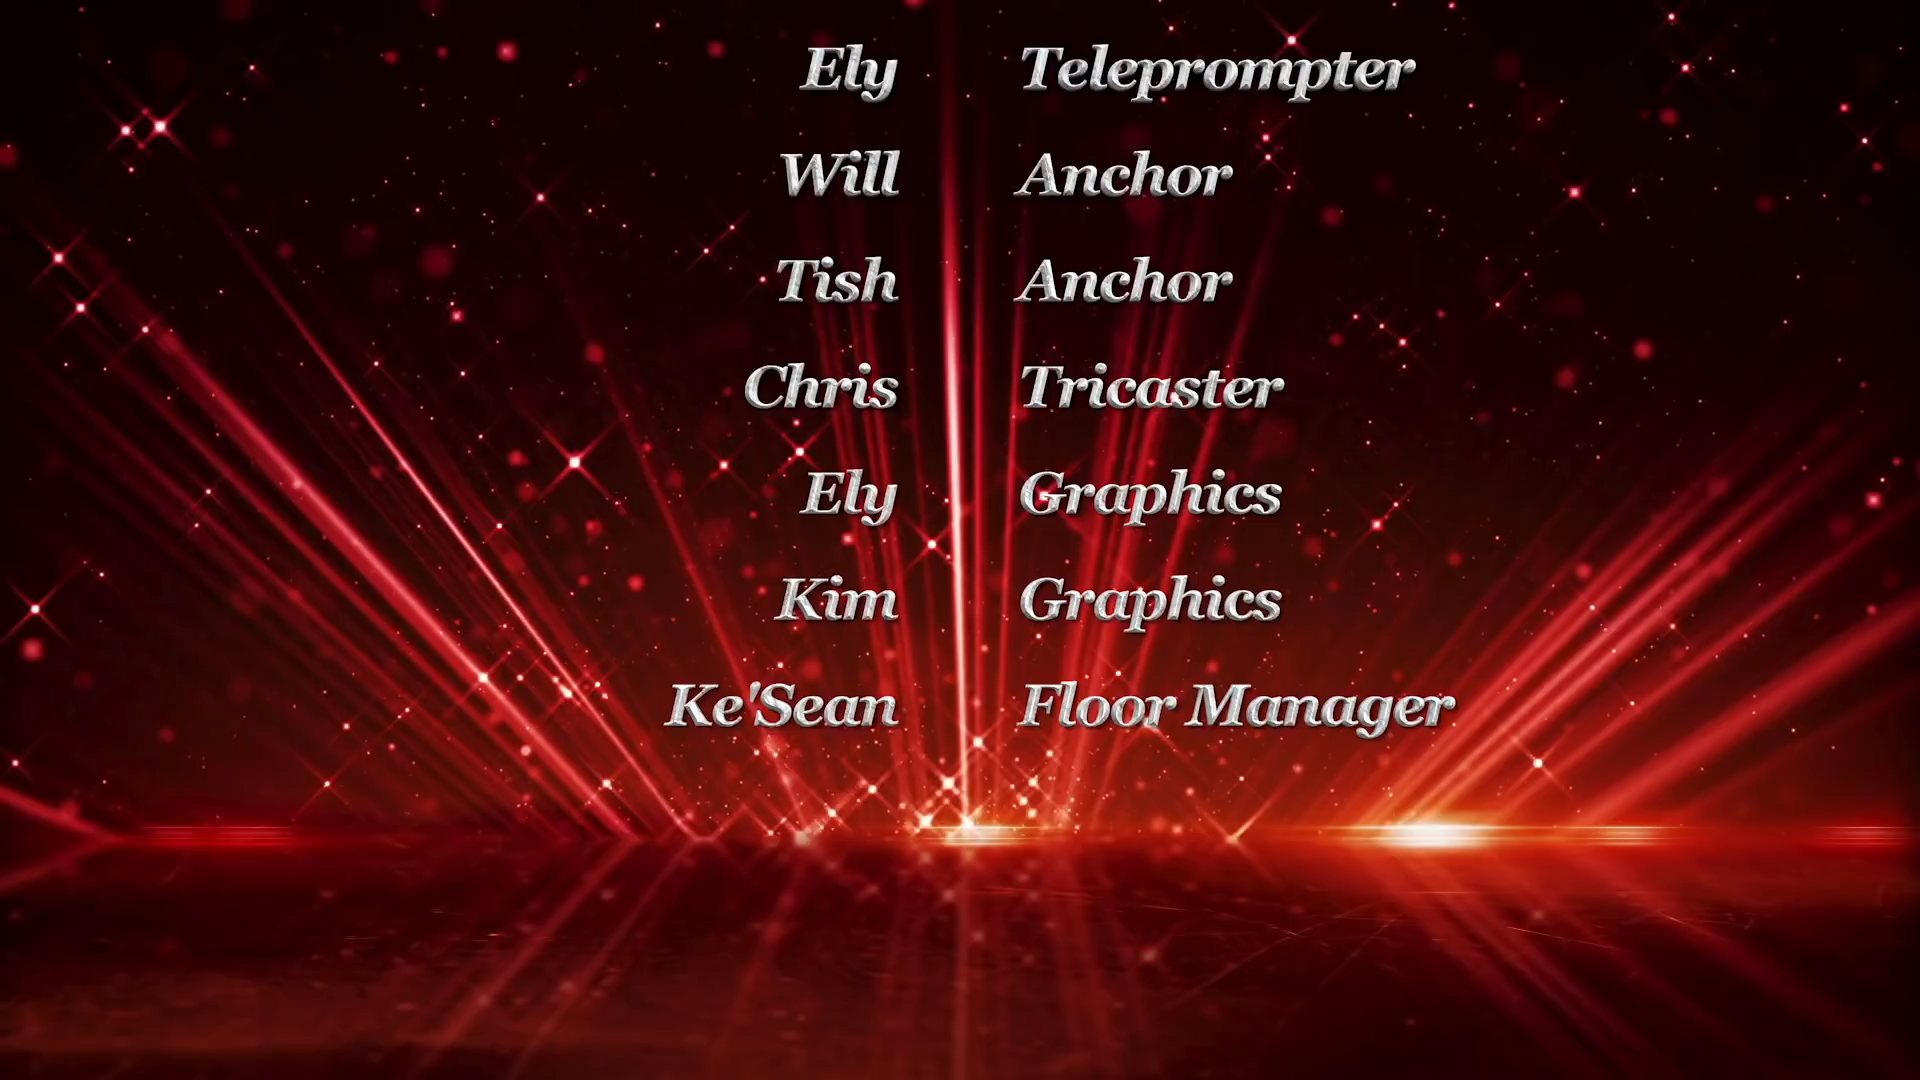 Ely Teleprompter
Will Anchor
Tish Anchor
Chris Tricaster
Ely Graphics
Kim Graphics
Ke'Sean Floor Manager